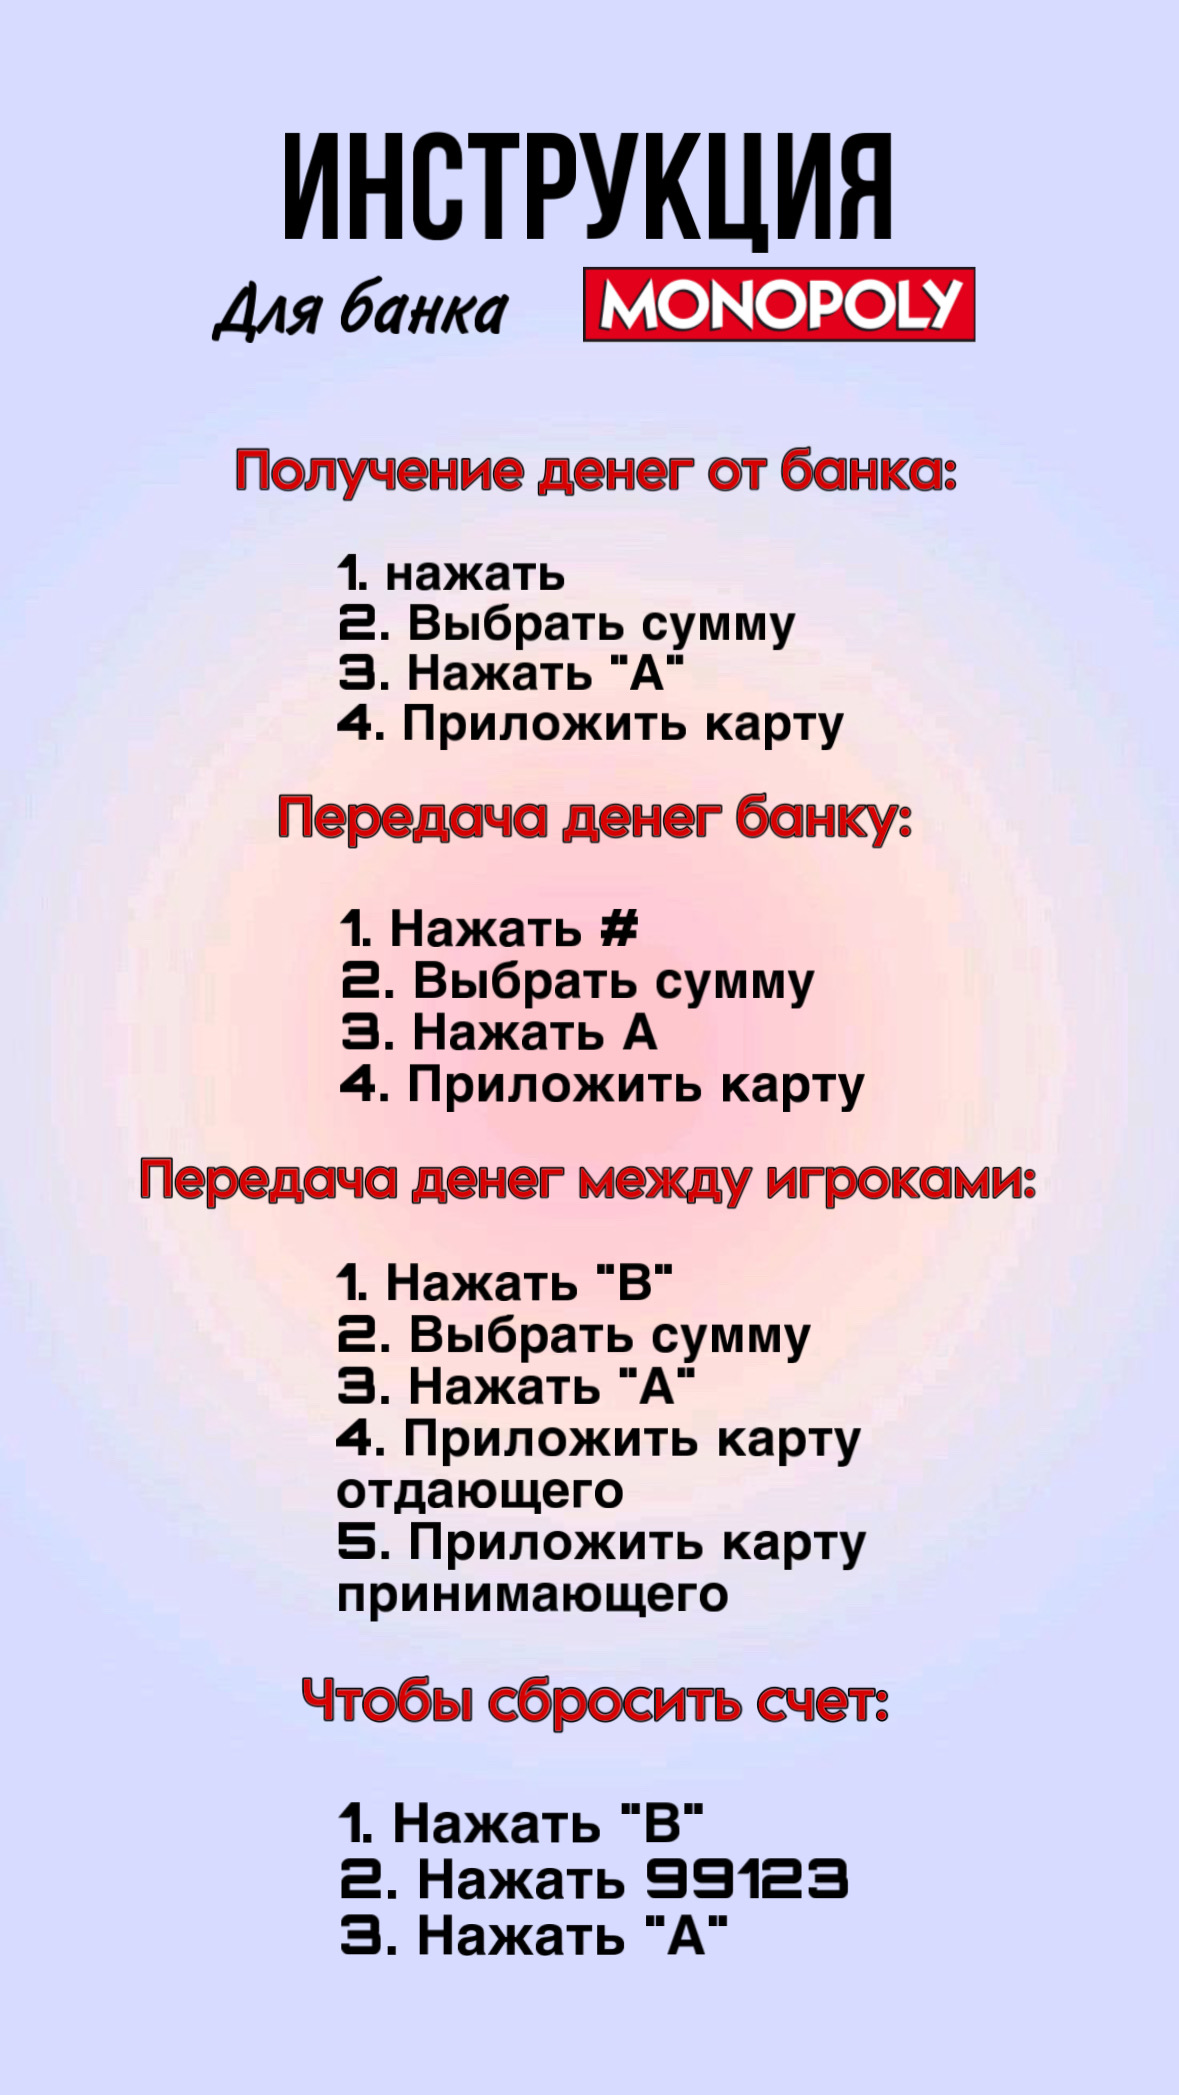 ИНСТРУКЦИЯ
Для банка MONOPOLY
Получение денег от банка:
1. нажать
2. Выбрать сумму
3. Нажать "А"
4. Приложить карту
Передача денег банку:
1. Нажать #
2. Выбрать сумму
3. Нажать А
4. Приложить карту
Передача денег между игроками:
1. Нажать "В"
2. Выбрать сумму
3. Нажать "А"
4. Приложить карту
отдающего
5. Приложить карту
принимающего
Чтобы сбросить счет:
1. Нажать "В"
2. Нажать 99123
3. Нажать "А"